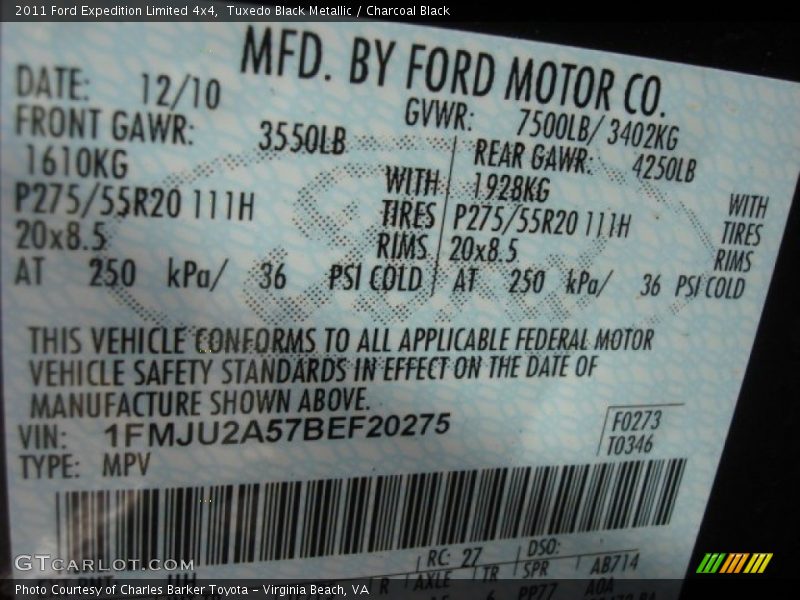 2011 Ford Expedition Limited 4x4,  Tuxedo Black Metallic / Charcoal Black
MFD. BY FORD MOTOR CO.
DATE: 12/10 GVWR: 7500LB/ 3402KG
FRONT GAWR: 3550LB REAR GAWR: 4250LB
1610KG WITH 1928KG WITH
P275/55R20 111H TIRES P275/55R20 111H TIRES
20x8.5 RIMS 20x8.5 RIMS
AT 250 kPa/ 36 PSI COLD AT 250 kPa/ 36 PSI COLD
THIS VEHICLE CONFORMS TO ALL APPLICABLE FEDERAL MOTOR
VEHICLE SAFETY STANDARDS IN EFFECT ON THE DATE OF
MANUFACTURE SHOWN ABOVE.
VIN: 1FMJU2A57BEF20275 F0273
TYPE: MPV T0346
RC: 27 DSO:
R AXLE TR SPR AB714
GTCARLOT.COM
Photo Courtesy of Charles Barker Toyota - Virginia Beach, VA